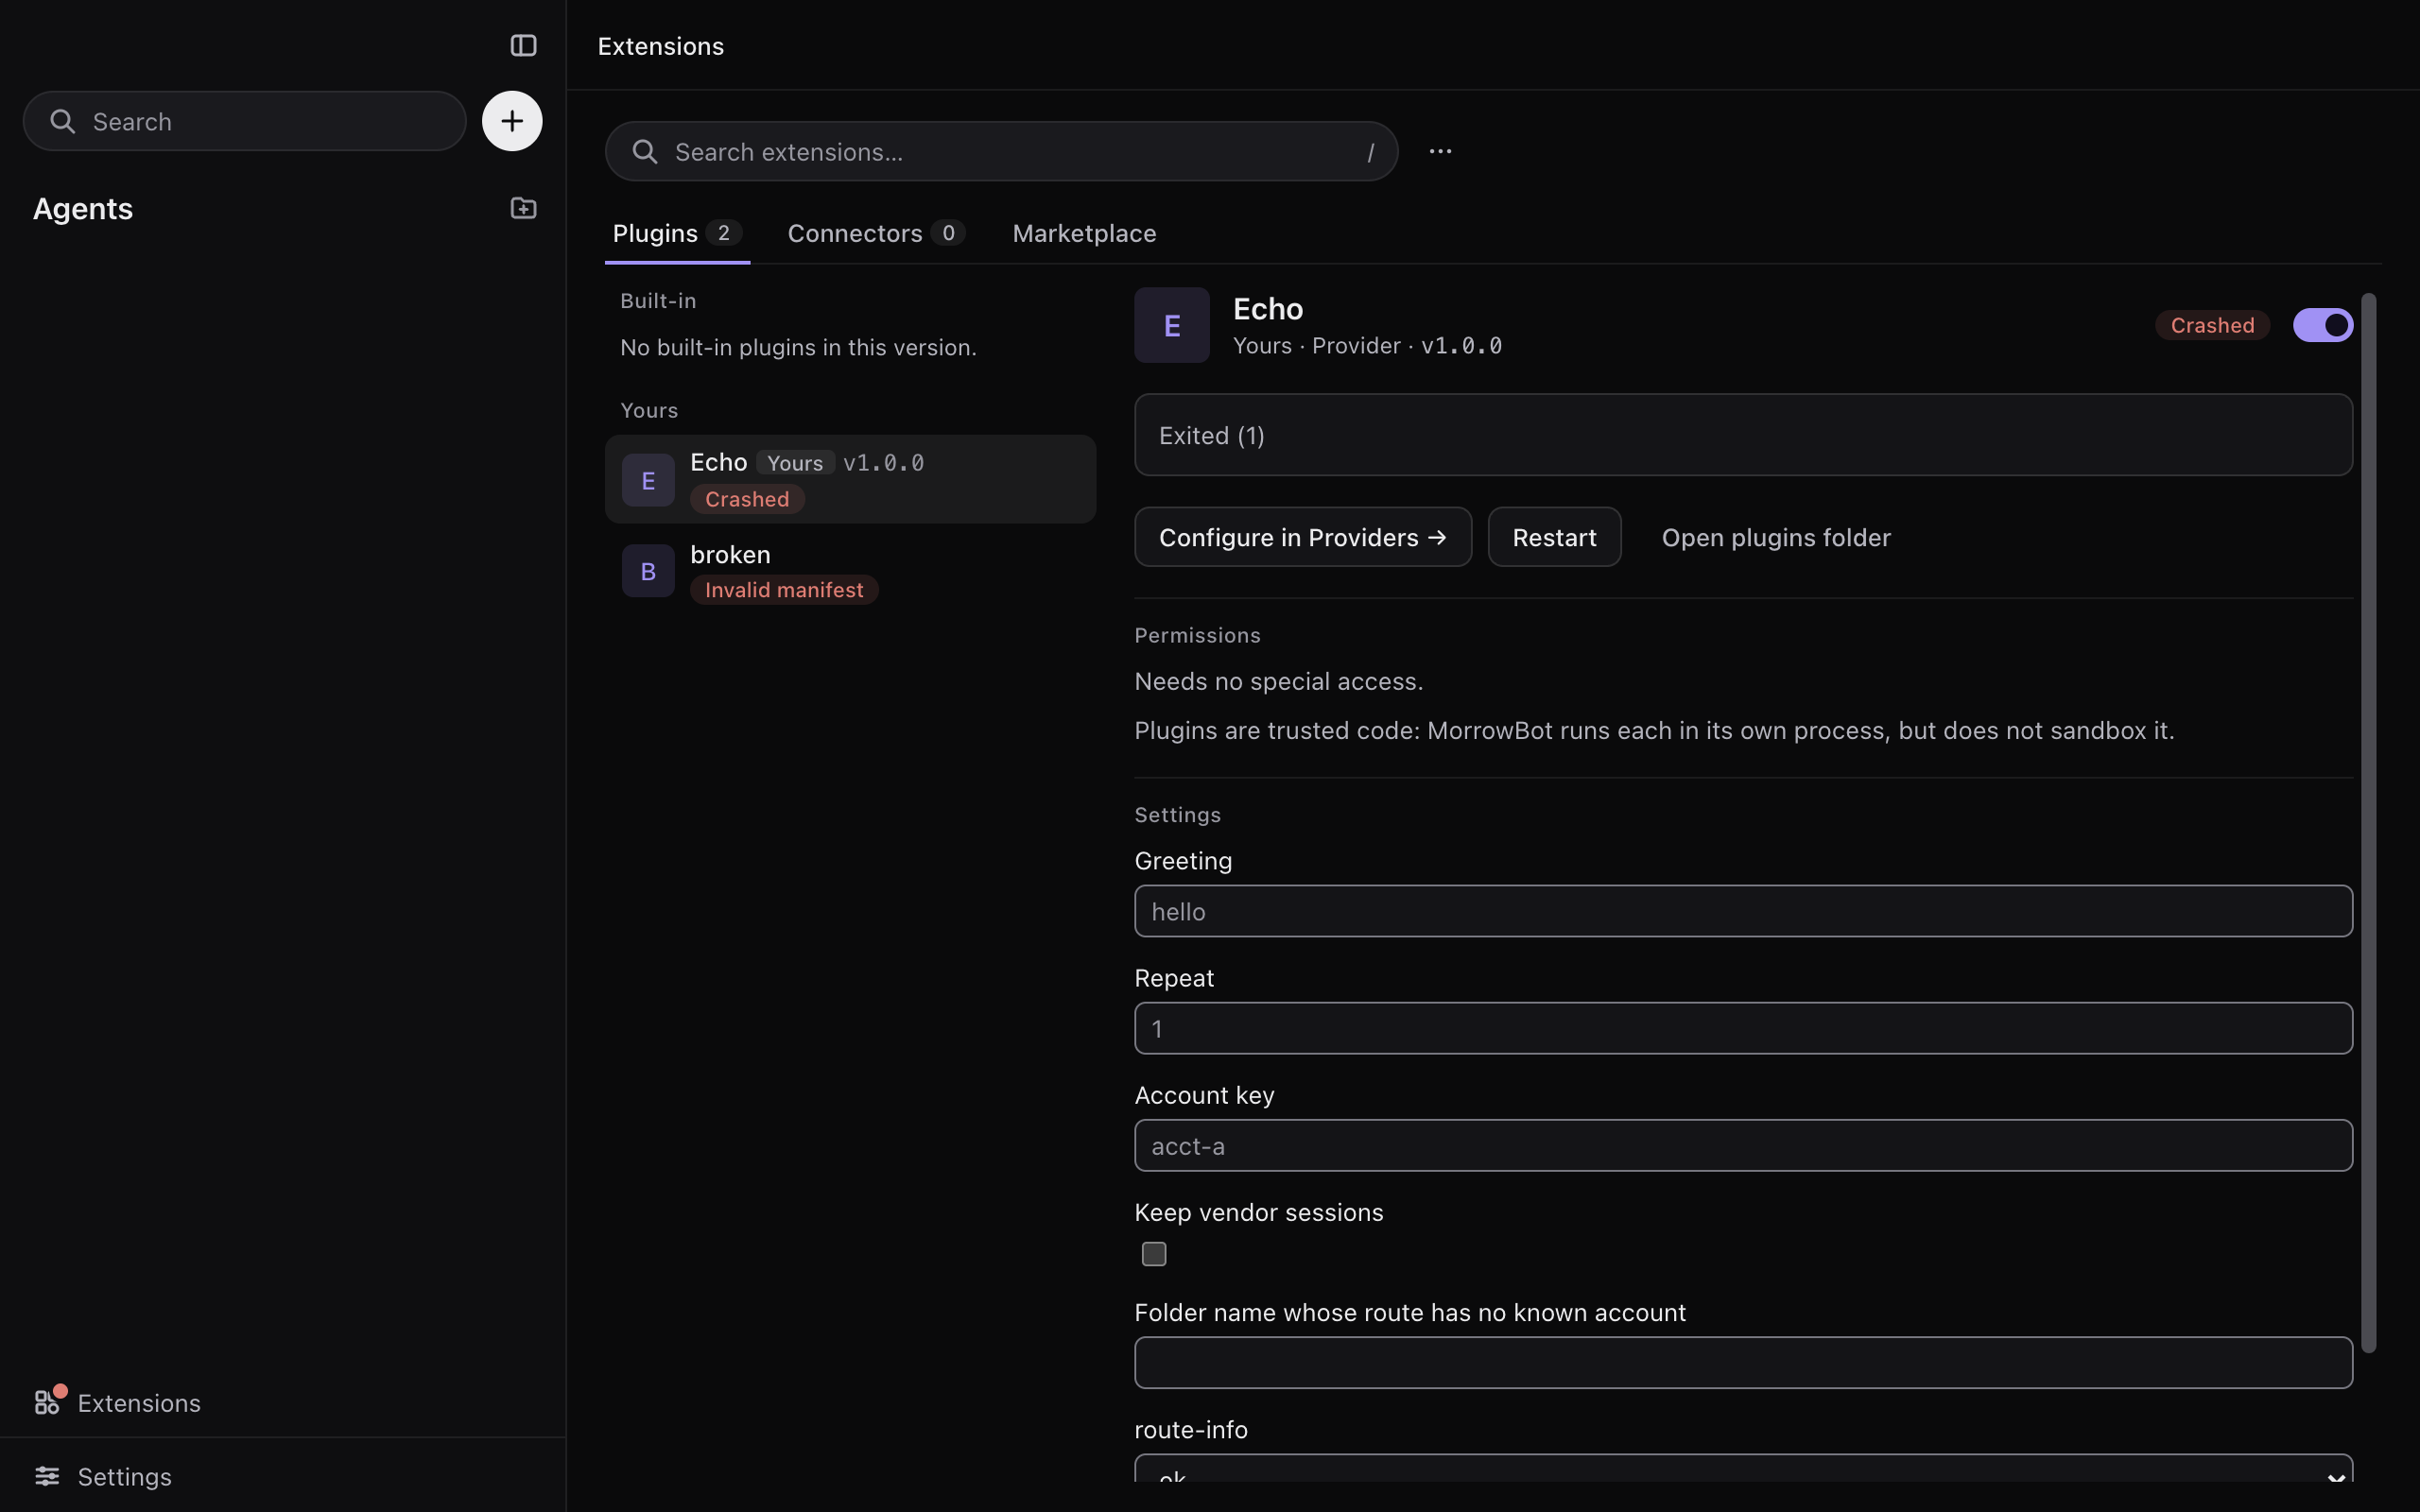 Extensions
Search
Agents
Search extensions...
/
Plugins 2
Connectors 0
Marketplace
Built-in
No built-in plugins in this version.
Yours
E
Echo Yours v1.0.0
Crashed
B
broken
Invalid manifest
E
Echo
Yours · Provider · v1.0.0
Crashed
Exited (1)
Configure in Providers →
Restart
Open plugins folder
Permissions
Needs no special access.
Plugins are trusted code: MorrowBot runs each in its own process, but does not sandbox it.
Settings
Greeting
hello
Repeat
1
Account key
acct-a
Keep vendor sessions
Folder name whose route has no known account
route-info
ok
Extensions
Settings